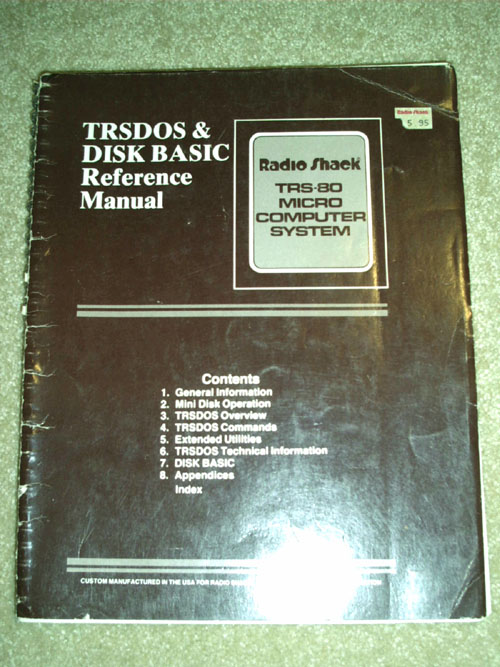 TRSDOS &
DISK BASIC
Reference
Manual
Radio Shack
5.95
Radio Shack
TRS-80
MICRO
COMPUTER
SYSTEM
Contents
1. General Information
2. Mini Disk Operation
3. TRSDOS Overview
4. TRSDOS Commands
5. Extended Utilities
6. TRSDOS Technical Information
7. DISK BASIC
8. Appendices
Index
CUSTOM MANUFACTURED IN THE USA FOR RADIO